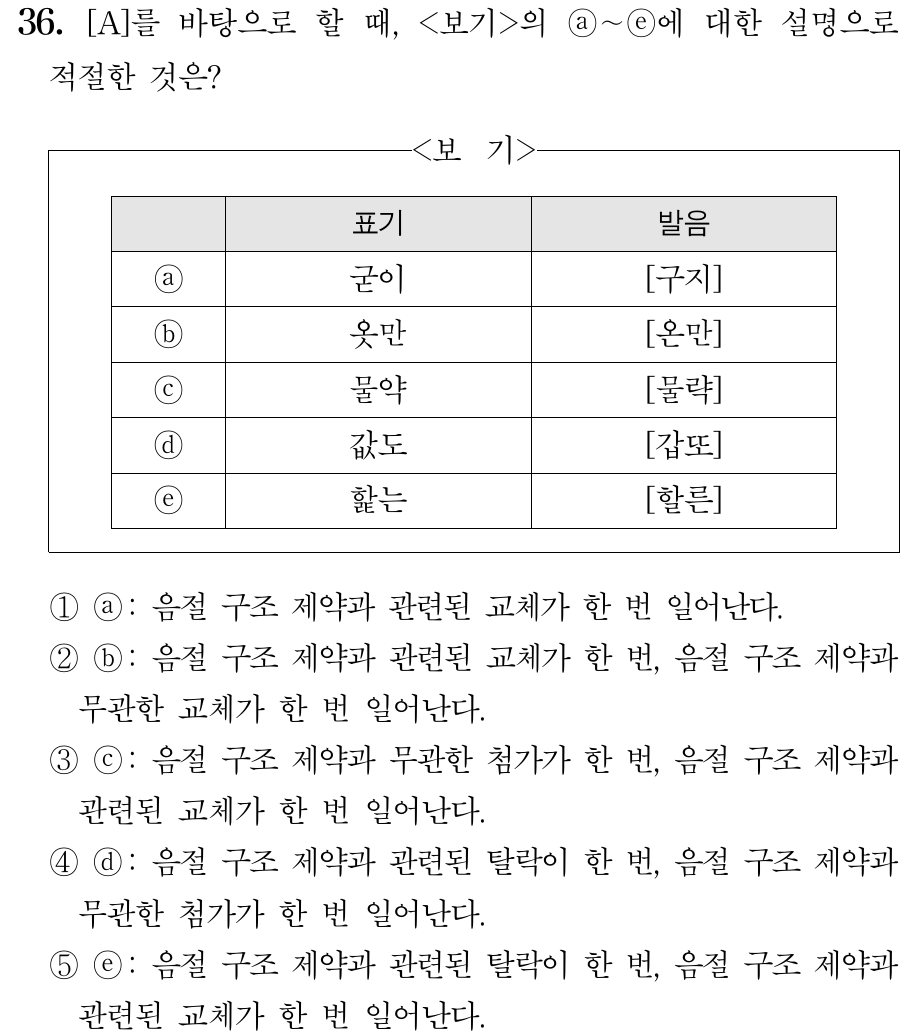 36. [A]를 바탕으로 할 때, <보기>의 ⓐ~ⓔ에 대한 설명으로
적절한 것은?
<보 기>
표기 발음
ⓐ 굳이 [구지]
ⓑ 옷만 [온만]
ⓒ 물약 [물략]
ⓓ 값도 [갑또]
ⓔ 핥는 [할른]
① ⓐ: 음절 구조 제약과 관련된 교체가 한 번 일어난다.
② ⓑ: 음절 구조 제약과 관련된 교체가 한 번, 음절 구조 제약과
무관한 교체가 한 번 일어난다.
③ ⓒ: 음절 구조 제약과 무관한 첨가가 한 번, 음절 구조 제약과
관련된 교체가 한 번 일어난다.
④ ⓓ: 음절 구조 제약과 관련된 탈락이 한 번, 음절 구조 제약과
무관한 첨가가 한 번 일어난다.
⑤ ⓔ: 음절 구조 제약과 관련된 탈락이 한 번, 음절 구조 제약과
관련된 교체가 한 번 일어난다.